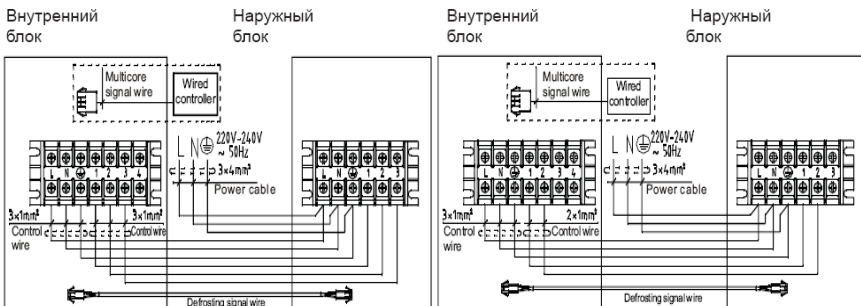 Внутренний
блок
Наружный
блок
Multicore
signal wire
Wired
controller
220V-240V
~ 50Hz
L N
3×4mm²
Power cable
L N 1 2 3 4
L N 1 2 3
3×1mm²
Control
wire
3×1mm²
Control wire
Defrosting signal wire
Внутренний
блок
Наружный
блок
Multicore
signal wire
Wired
controller
220V-240V
~ 50Hz
L N
3×4mm²
Power cable
L N 1 2 3 4
L N 1 2 3
3×1mm²
Control
wire
2×1mm²
Control wire
Defrosting signal wire